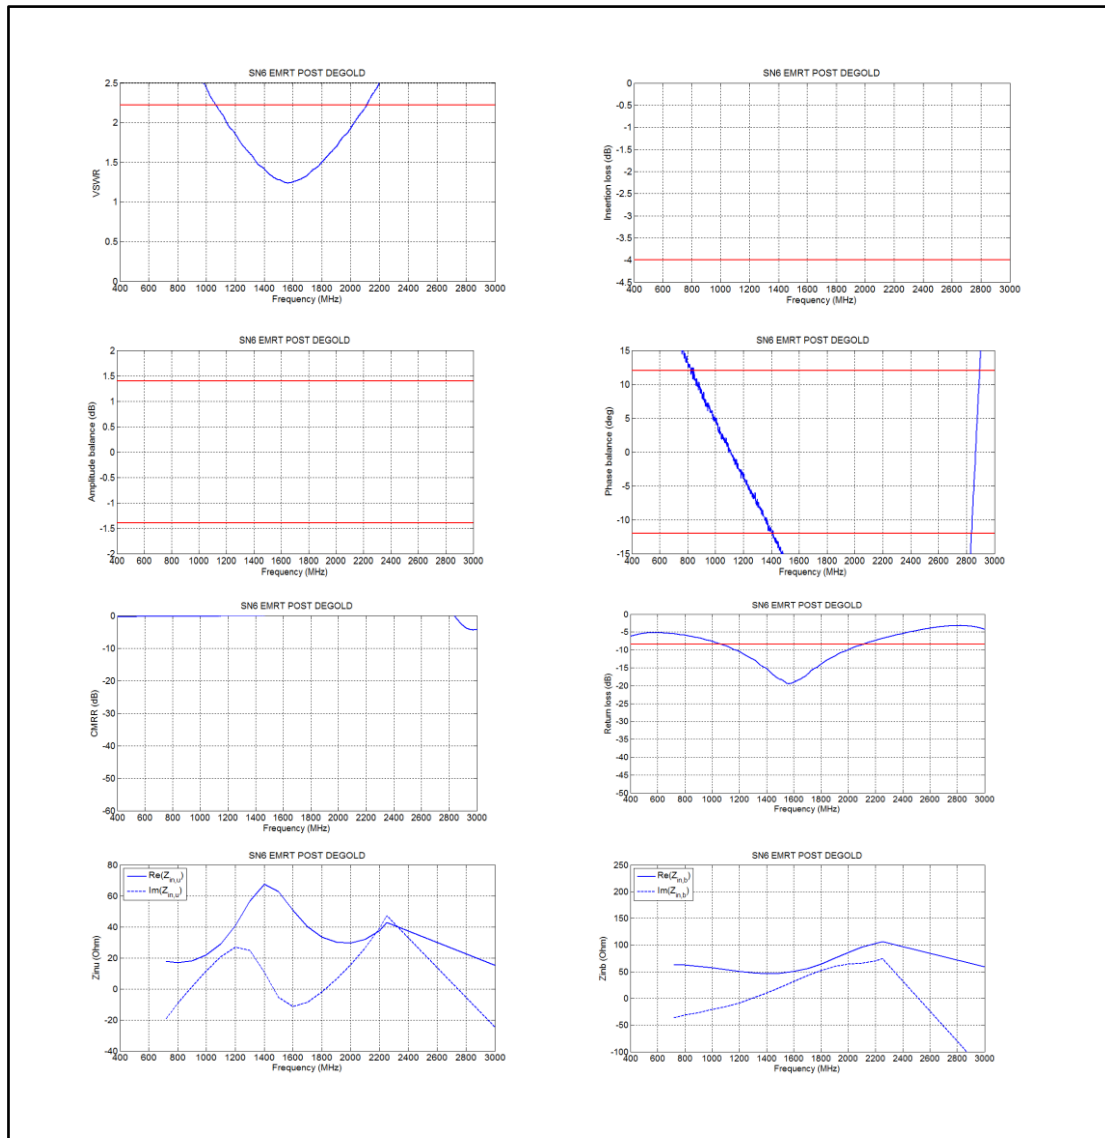 SN6 EMRT POST DEGOLD
2.5
2
1.5
1
0.5
0
VSWR
400 600 800 1000 1200 1400 1600 1800 2000 2200 2400 2600 2800 3000
Frequency (MHz)
SN6 EMRT POST DEGOLD
0
-0.5
-1
-1.5
-2
-2.5
-3
-3.5
-4
-4.5
Insertion loss (dB)
400 600 800 1000 1200 1400 1600 1800 2000 2200 2400 2600 2800 3000
Frequency (MHz)
SN6 EMRT POST DEGOLD
2
1.5
1
0.5
0
-0.5
-1
-1.5
-2
Amplitude balance (dB)
400 600 800 1000 1200 1400 1600 1800 2000 2200 2400 2600 2800 3000
Frequency (MHz)
SN6 EMRT POST DEGOLD
15
10
5
0
-5
-10
-15
Phase balance (deg)
400 600 800 1000 1200 1400 1600 1800 2000 2200 2400 2600 2800 3000
Frequency (MHz)
SN6 EMRT POST DEGOLD
0
-10
-20
-30
-40
-50
-60
CMRR (dB)
400 600 800 1000 1200 1400 1600 1800 2000 2200 2400 2600 2800 3000
Frequency (MHz)
SN6 EMRT POST DEGOLD
0
-5
-10
-15
-20
-25
-30
-35
-40
-45
-50
Return loss (dB)
400 600 800 1000 1200 1400 1600 1800 2000 2200 2400 2600 2800 3000
Frequency (MHz)
SN6 EMRT POST DEGOLD
80
60
40
20
0
-20
-40
Zinu (Ohm)
Re(Z_in,u)
Im(Z_in,u)
400 600 800 1000 1200 1400 1600 1800 2000 2200 2400 2600 2800 3000
Frequency (MHz)
SN6 EMRT POST DEGOLD
250
200
150
100
50
0
-50
-100
Zinb (Ohm)
Re(Z_in,b)
Im(Z_in,b)
400 600 800 1000 1200 1400 1600 1800 2000 2200 2400 2600 2800 3000
Frequency (MHz)